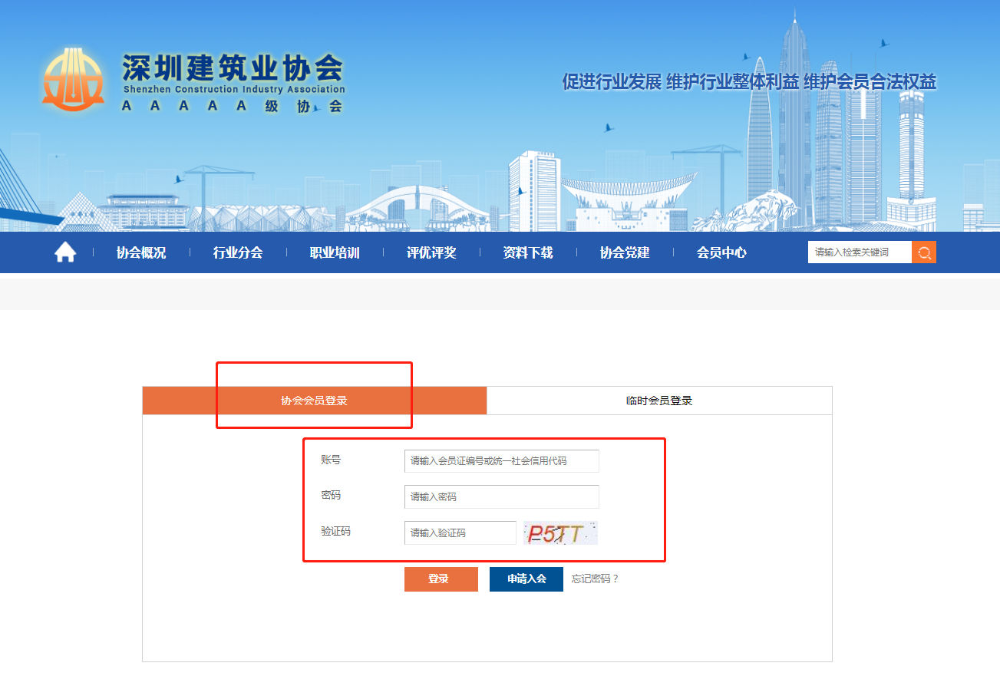 深圳建筑业协会
Shenzhen Construction Industry Association
AAAAA级协会
促进行业发展 维护行业整体利益 维护会员合法权益
协会概况 行业分会 职业培训 评优评奖 资料下载 协会党建 会员中心 请输入检索关键词
协会会员登录 临时会员登录
账号 请输入会员证编号或统一社会信用代码
密码 请输入密码
验证码 请输入验证码 P5TT
登录 申请入会 忘记密码？